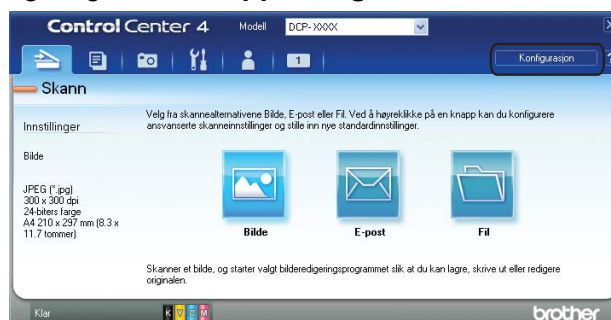 Control Center 4 Modell DCP-XXXX X
1 Konfigurasjon ?
Skann
Velg fra skannealternativene Bilde, E-post eller Fil. Ved å høyreklikke på en knapp kan du konfigurere
ansvanserte skanneinnstillinger og stille inn nye standardinnstillinger.
Innstillinger
Bilde
JPEG (*.jpg)
300 x 300 dpi
24-biters farge
A4 210 x 297 mm (8.3 x
11.7 tommer)
Bilde E-post Fil
Skanner et bilde, og starter valgt bilderedigeringsprogrammet slik at du kan lagre, skrive ut eller redigere
originalen.
Klar K Y C M brother